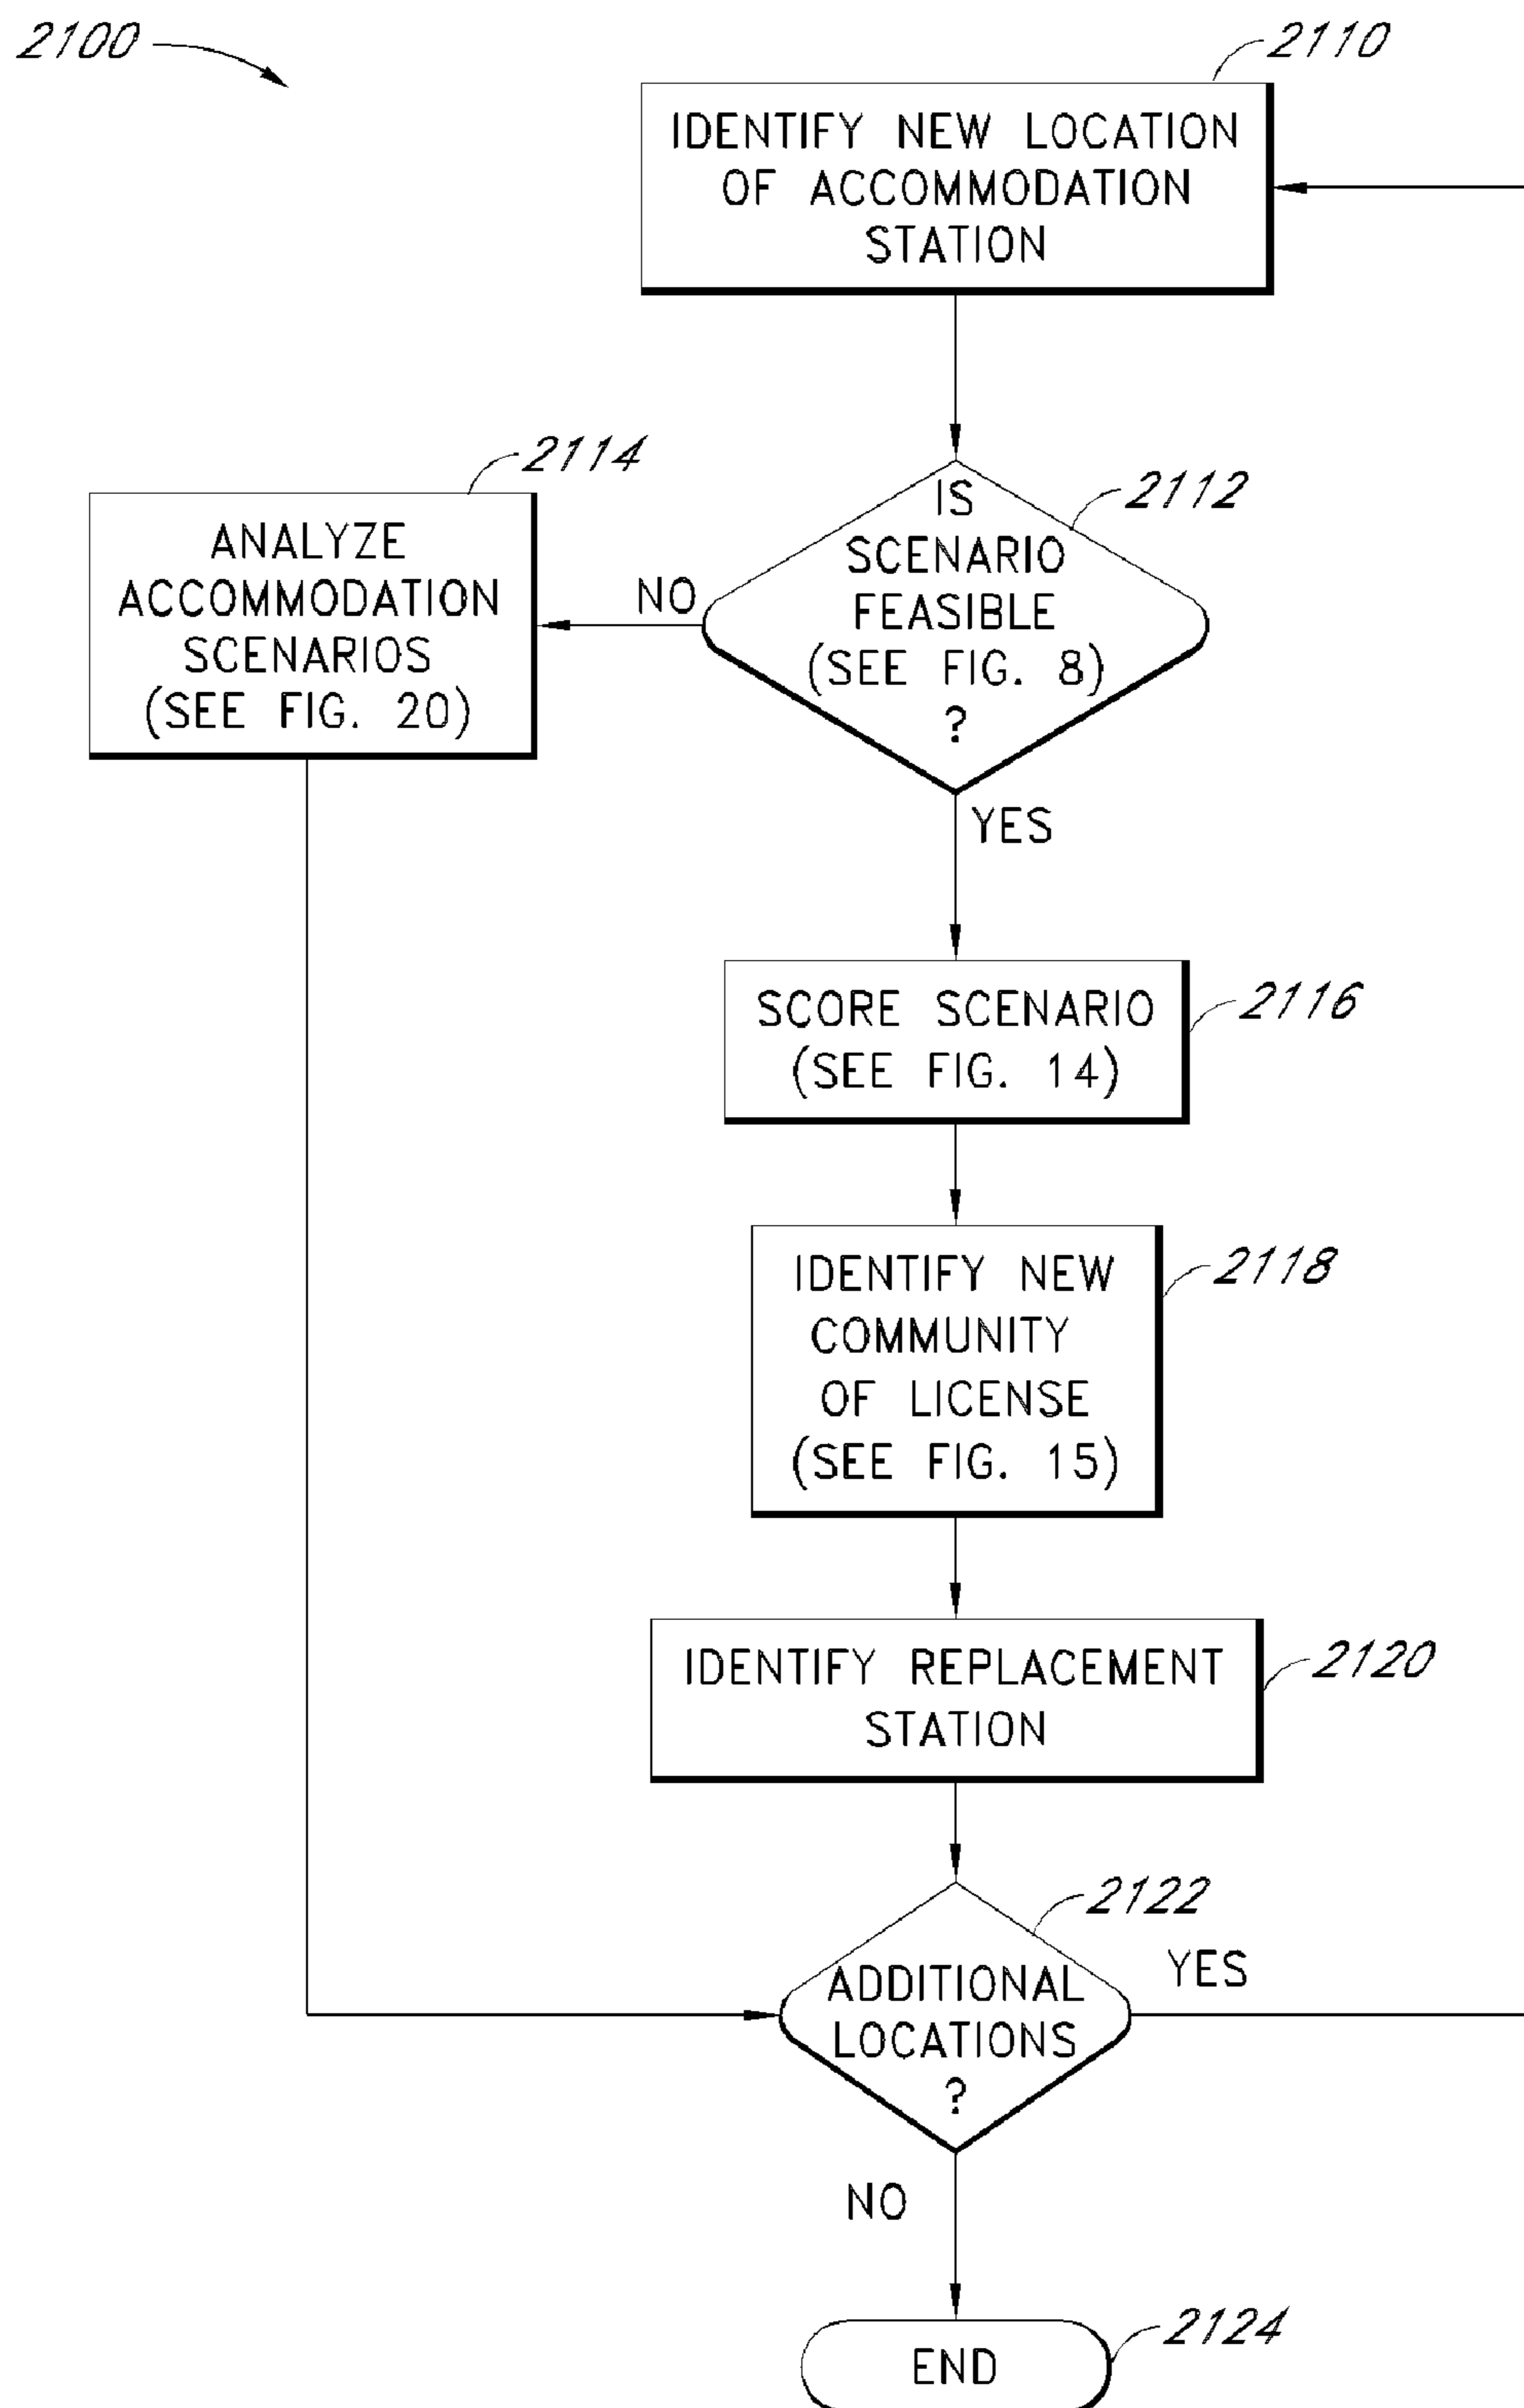 2100
2110
IDENTIFY NEW LOCATION
OF ACCOMMODATION
STATION
2114
ANALYZE
ACCOMMODATION
SCENARIOS
(SEE FIG. 20)
NO
2112
IS
SCENARIO
FEASIBLE
(SEE FIG. 8)
?
YES
SCORE SCENARIO
(SEE FIG. 14)
2116
IDENTIFY NEW
COMMUNITY
OF LICENSE
(SEE FIG. 15)
2118
IDENTIFY REPLACEMENT
STATION
2120
2122
ADDITIONAL
LOCATIONS
?
YES
NO
END
2124